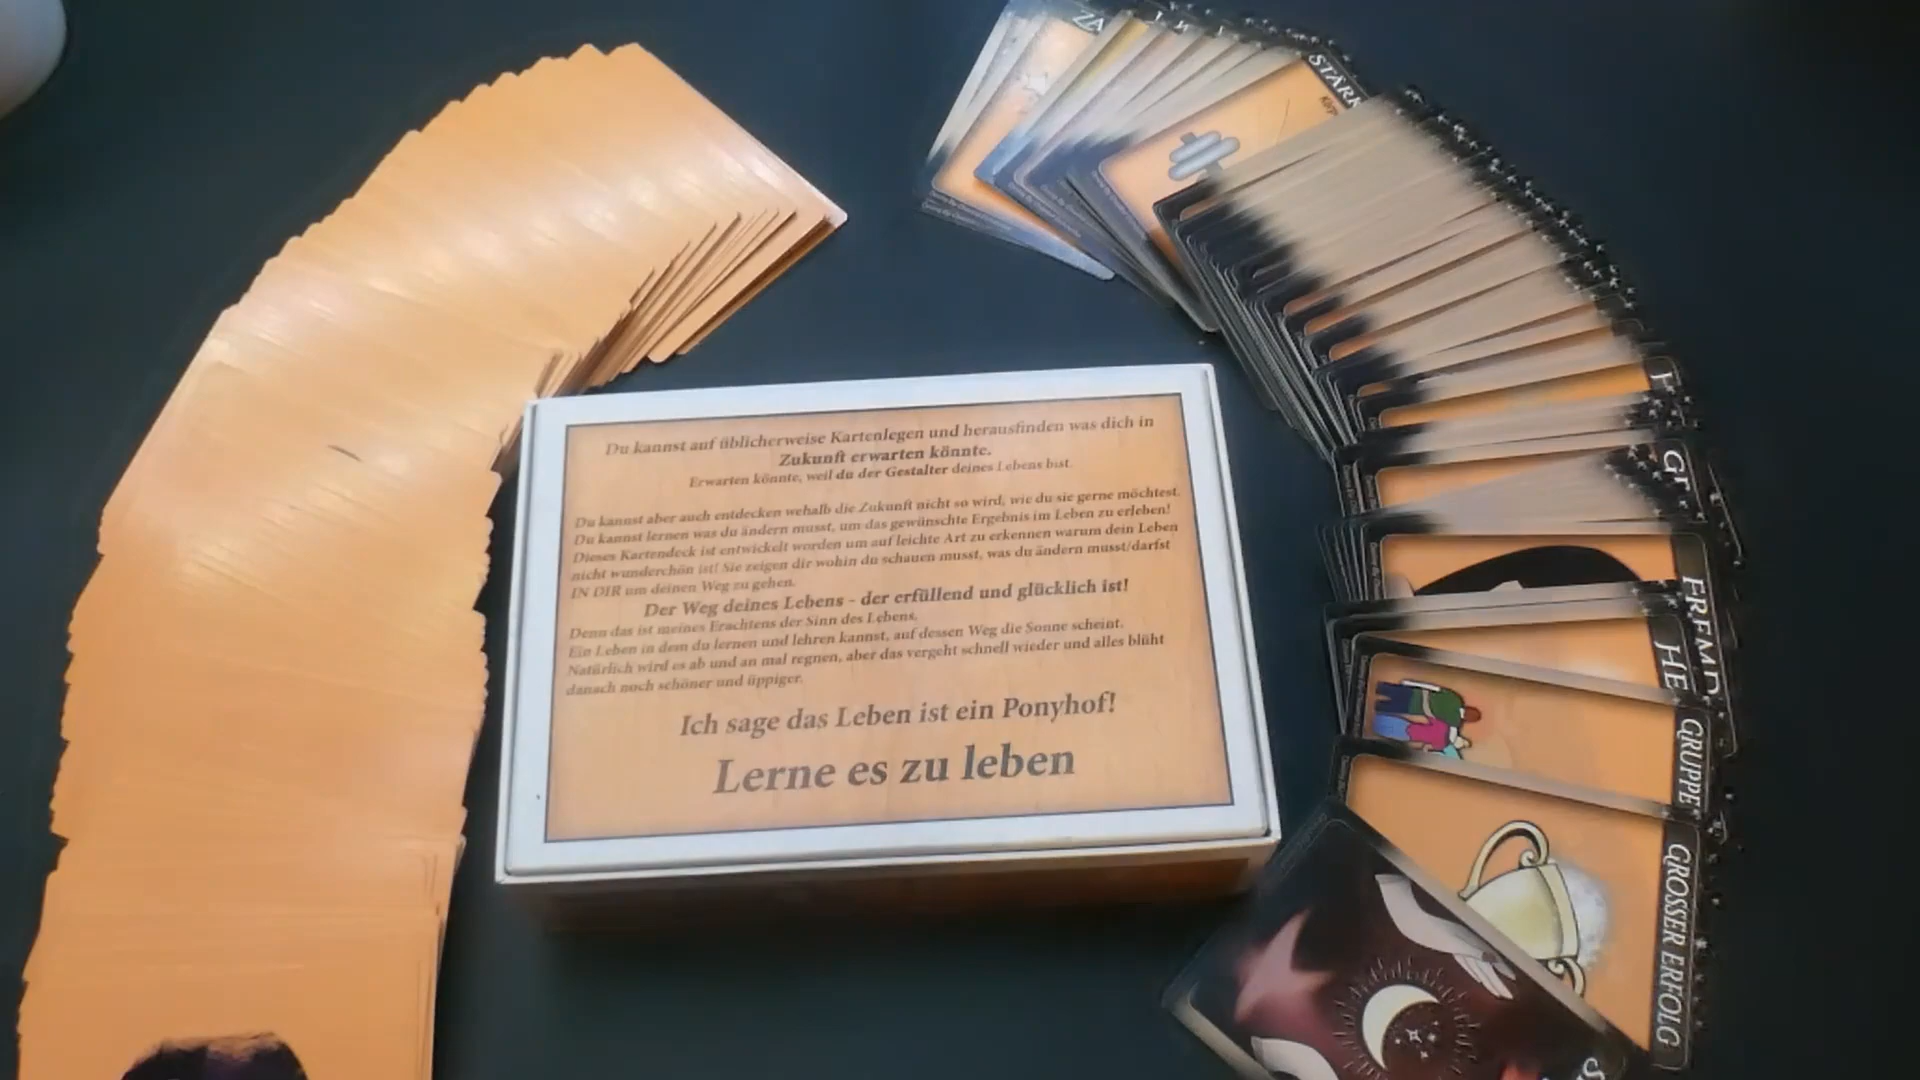 Du kannst auf üblicherweise Kartenlegen und herausfinden was dich in
Zukunft erwarten könnte.
Erwarten könnte, weil du der Gestalter deines Lebens bist.
Du kannst aber auch entdecken wehalb die Zukunft nicht so wird, wie du sie gerne möchtest.
Du kannst lernen was du ändern musst, um das gewünschte Ergebnis im Leben zu erleben!
Dieses Kartendeck ist entwickelt worden um auf leichte Art zu erkennen warum dein Leben
nicht wunderchön ist! Sie zeigen dir wohin du schauen musst, was du ändern musst/darfst
IN DIR um deinen Weg zu gehen.
Der Weg deines Lebens - der erfüllend und glücklich ist!
Denn das ist meines Erachtens der Sinn des Lebens.
Ein Leben in dem du lernen und lehren kannst, auf dessen Weg die Sonne scheint.
Natürlich wird es ab und an mal regnen, aber das vergeht schnell wieder und alles blüht
danach noch schöner und üppiger.
Ich sage das Leben ist ein Ponyhof!
Lerne es zu leben
STÄRK
FREMD
HE
GRUPPE
GROSSER ERFOLG